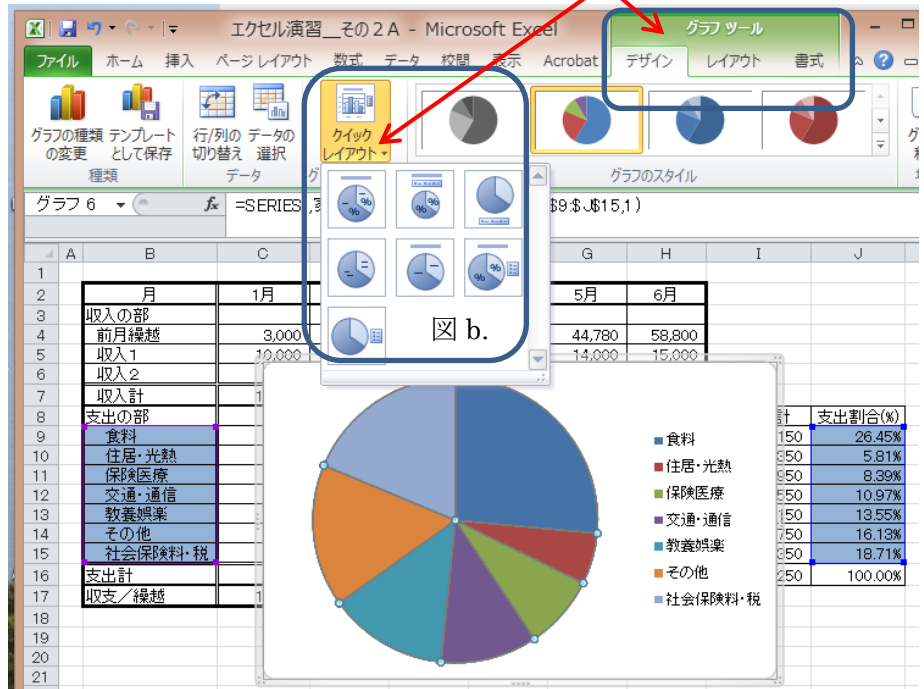 エクセル演習__その２A - Microsoft Excel
グラフ ツール
ファイル ホーム 挿入 ページ レイアウト 数式 データ 校閲 表示 Acrobat デザイン レイアウト 書式
グラフの種類の変更 テンプレートとして保存 行/列の切り替え データの選択 クイックレイアウト
種類 データ グラフのスタイル
グラフ 6 fx =SERIES( $9:$J$15,1)
A B C G H I J
1
2 月 1月 5月 6月
3 収入の部
4 前月繰越 3,000 44,780 58,800
5 収入1 10,000 14,000 15,000
6 収入２
7 収入計
8 支出の部 計 支出割合(%)
9 食料 150 26.45%
10 住居・光熱 350 5.81%
11 保険医療 950 8.39%
12 交通・通信 550 10.97%
13 教養娯楽 150 13.55%
14 その他 750 16.13%
15 社会保険料・税 350 18.71%
16 支出計 250 100.00%
17 収支／繰越
18
19
20
21
図 b.
食料
住居・光熱
保険医療
交通・通信
教養娯楽
その他
社会保険料・税